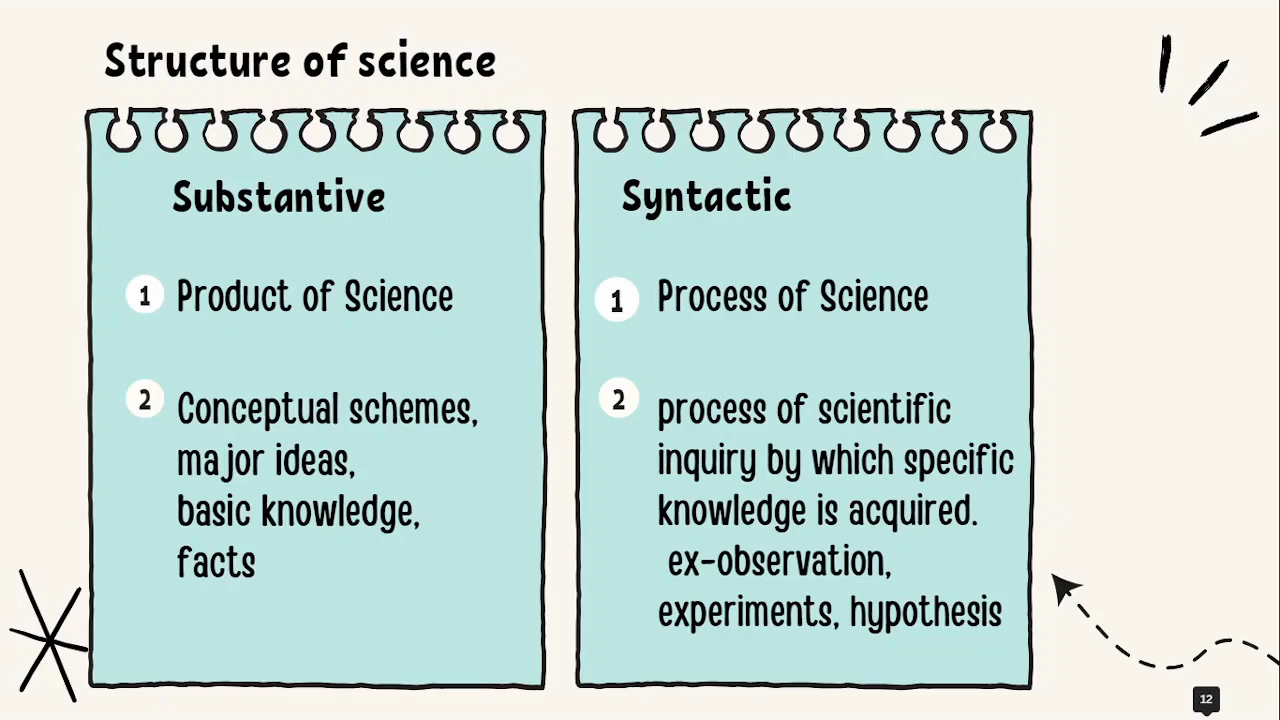 Structure of science
Substantive
1 Product of Science
2 Conceptual schemes,
major ideas,
basic knowledge,
facts
Syntactic
1 Process of Science
2 process of scientific
inquiry by which specific
knowledge is acquired.
ex-observation,
experiments, hypothesis
12